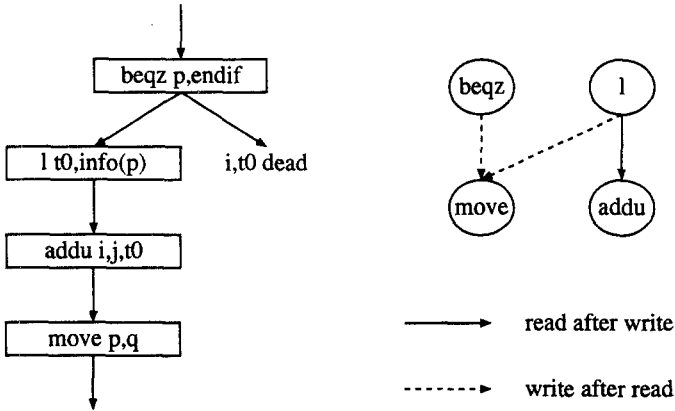 beqz p,endif
l t0,info(p)
i,t0 dead
addu i,j,t0
move p,q
beqz
l
move
addu
read after write
write after read